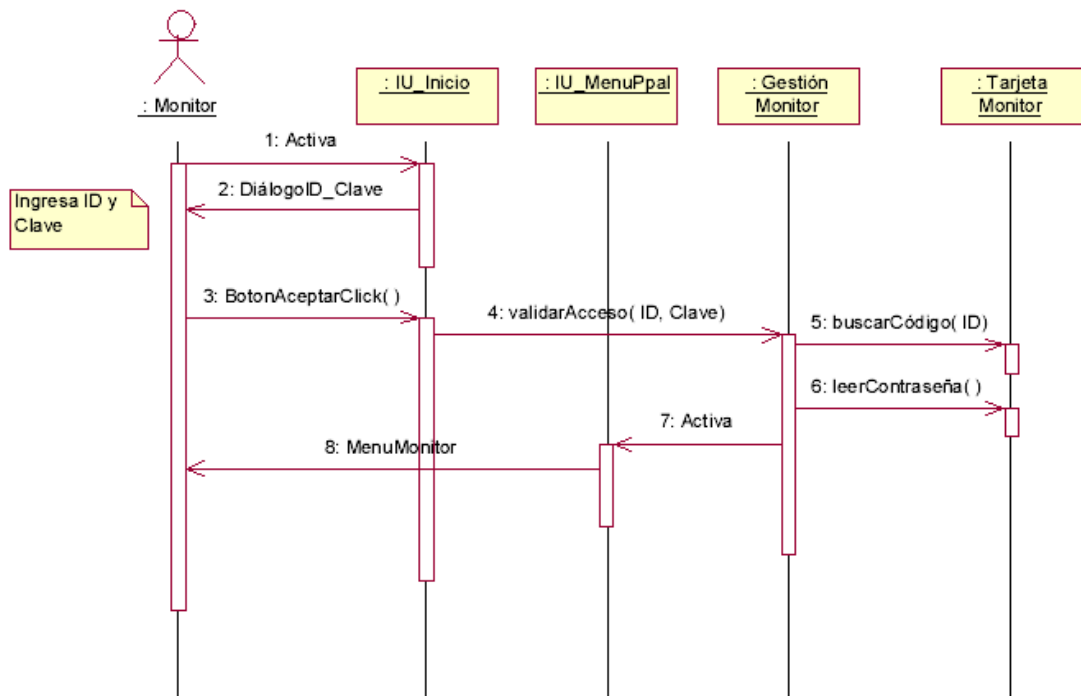 : Monitor
: IU_Inicio
: IU_MenuPpal
: Gestión
Monitor
: Tarjeta
Monitor
1: Activa
2: DiálogoID_Clave
Ingresa ID y
Clave
3: BotonAceptarClick( )
4: validarAcceso( ID, Clave)
5: buscarCódigo( ID)
6: leerContraseña( )
7: Activa
8: MenuMonitor